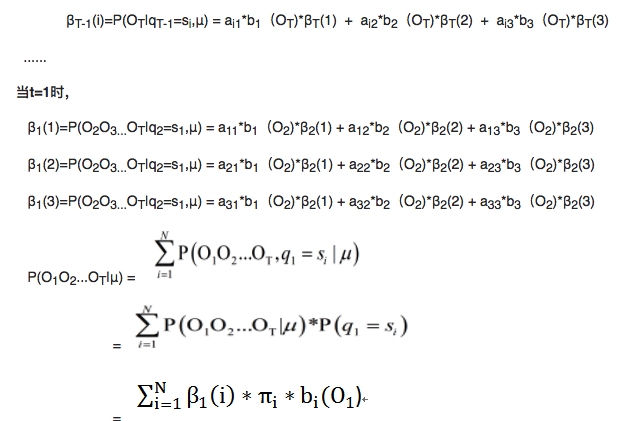 βT-1(i)=P(OT|qT-1=si,μ) = ai1*b1（OT)*βT(1) + ai2*b2（OT)*βT(2) + ai3*b3（OT)*βT(3)
......
当t=1时，
β1(1)=P(O2O3...OT|q2=s1,μ) = a11*b1（O2)*β2(1) + a12*b2（O2)*β2(2) + a13*b3（O2)*β2(3)
β1(2)=P(O2O3...OT|q2=s1,μ) = a21*b1（O2)*β2(1) + a22*b2（O2)*β2(2) + a23*b3（O2)*β2(3)
β1(3)=P(O2O3...OT|q2=s1,μ) = a31*b1（O2)*β2(1) + a32*b2（O2)*β2(2) + a33*b3（O2)*β2(3)
P(O1O2...OT|μ) = ∑i=1N P(O1O2...OT,q1=si|μ)
= ∑i=1N P(O1O2...OT|μ)*P(q1=si)
= ∑i=1N β1(i)∗πi∗bi(O1)